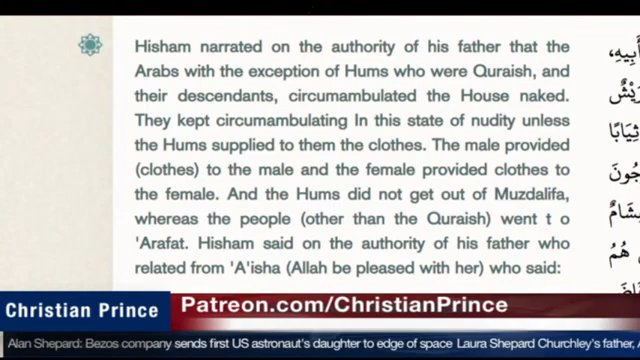 Hisham narrated on the authority of his father that the
Arabs with the exception of Hums who were Quraish, and
their descendants, circumambulated the House naked.
They kept circumambulating In this state of nudity unless
the Hums supplied to them the clothes. The male provided
(clothes) to the male and the female provided clothes to
the female. And the Hums did not get out of Muzdalifa,
whereas the people (other than the Quraish) went t o
'Arafat. Hisham said on the authority of his father who
related from 'A'isha (Allah be pleased with her) who said:
أَبِيهِ،
ثِيَابًا
Christian Prince
Patreon.com/ChristianPrince
Alan Shepard: Bezos company sends first US astronaut's daughter to edge of space Laura Shepard Churchley's father,